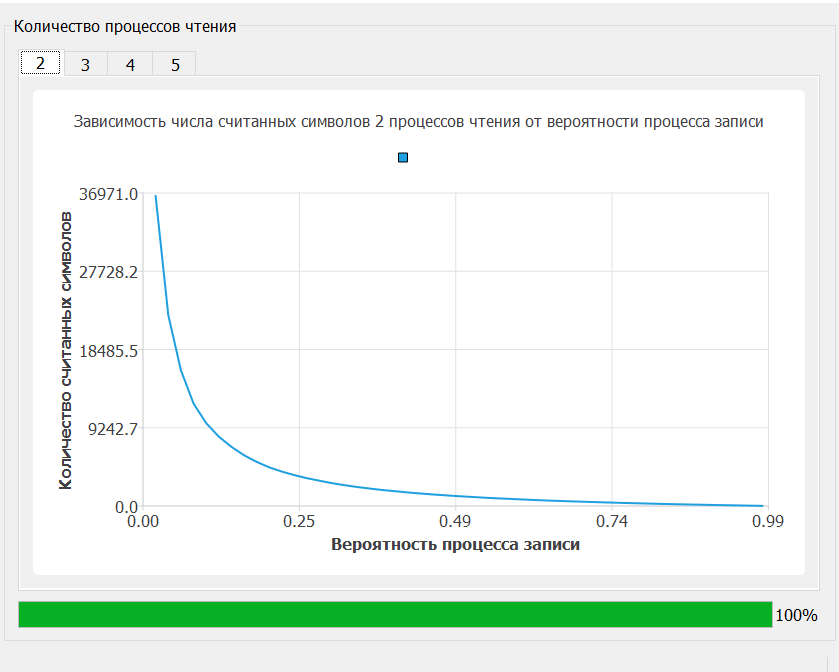 Количество процессов чтения
2 3 4 5
Зависимость числа считанных символов 2 процессов чтения от вероятности процесса записи
Количество считанных символов
36971.0
27728.2
18485.5
9242.7
0.0
0.00 0.25 0.49 0.74 0.99
Вероятность процесса записи
100%